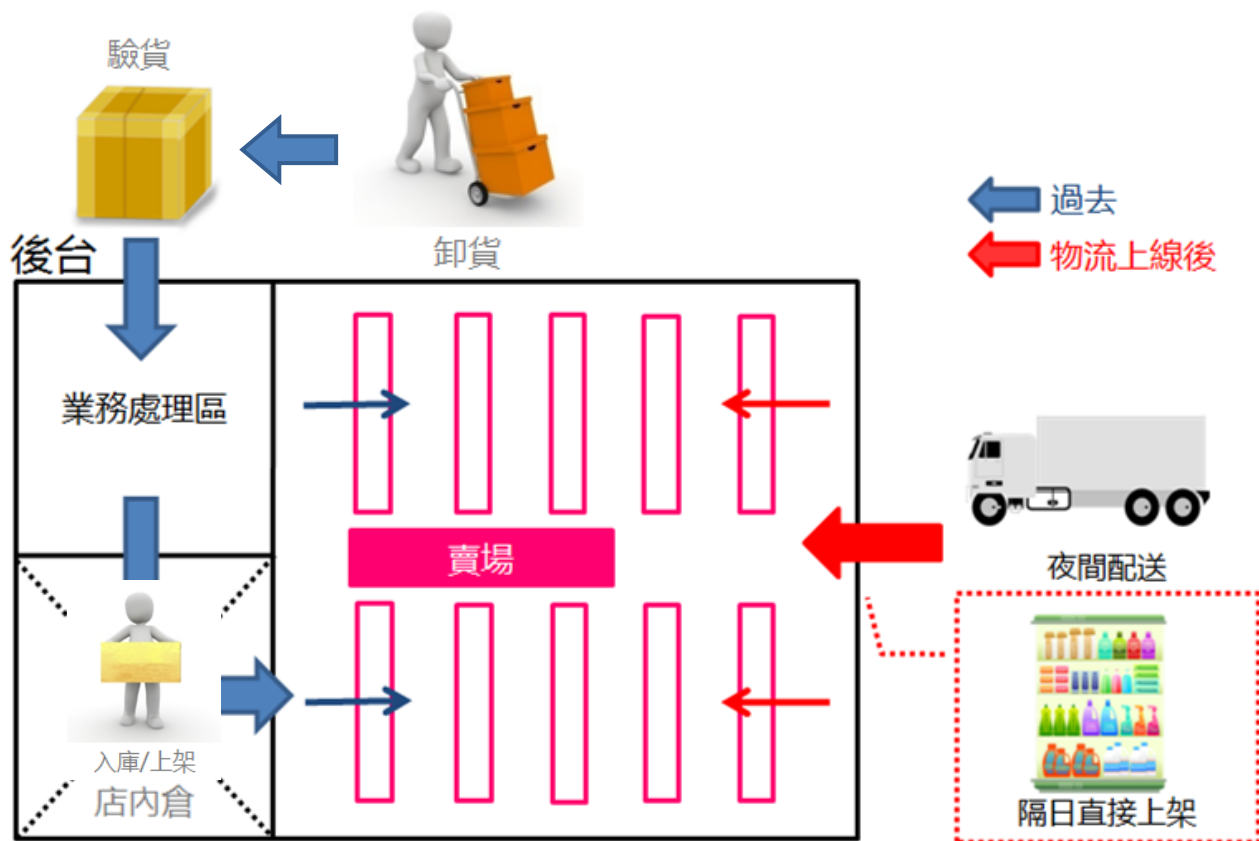 驗貨
卸貨
過去
物流上線後
後台
業務處理區
賣場
夜間配送
入庫/上架
店內倉
隔日直接上架